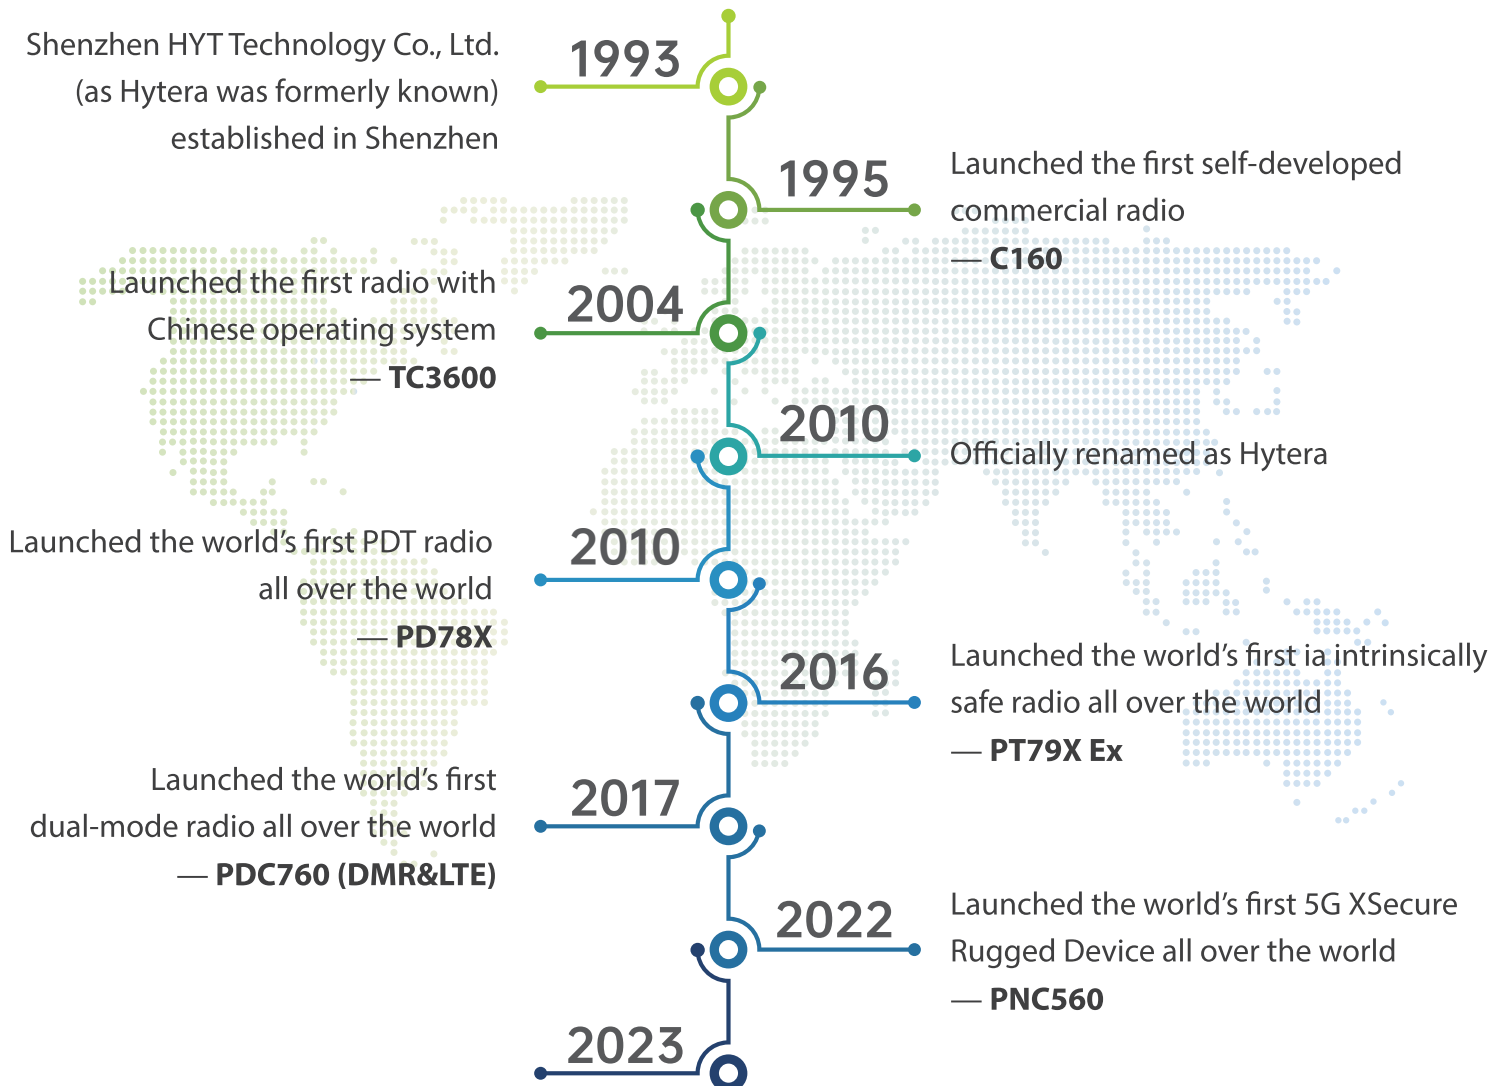 Shenzhen HYT Technology Co., Ltd.
(as Hytera was formerly known)
established in Shenzhen
1993
1995
Launched the first self-developed
commercial radio
— C160
Launched the first radio with
Chinese operating system
— TC3600
2004
2010
Officially renamed as Hytera
Launched the world's first PDT radio
all over the world
— PD78X
2010
2016
Launched the world's first ia intrinsically
safe radio all over the world
— PT79X Ex
Launched the world's first
dual-mode radio all over the world
— PDC760 (DMR&LTE)
2017
2022
Launched the world's first 5G XSecure
Rugged Device all over the world
— PNC560
2023